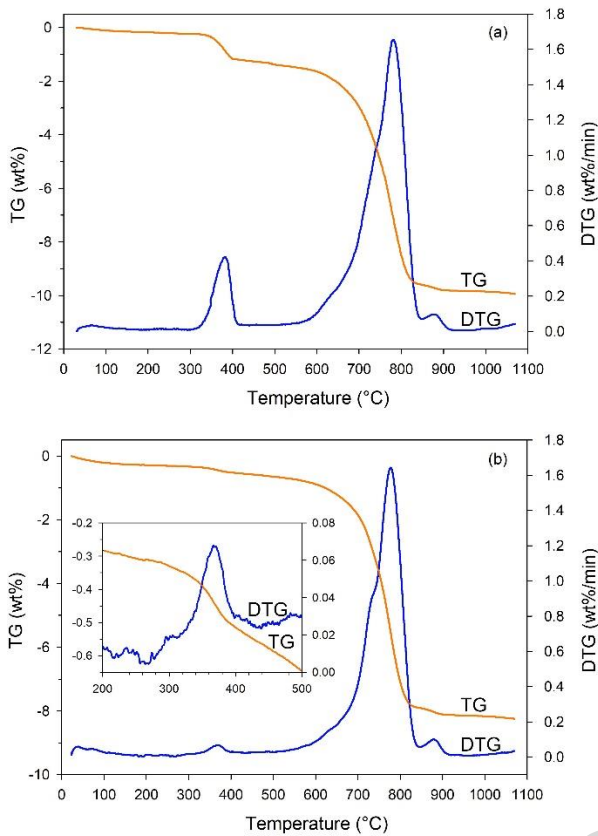 (a)
0
-2
-4
-6
-8
-10
-12
TG (wt%)
1.8
1.6
1.4
1.2
1.0
0.8
0.6
0.4
0.2
0.0
DTG (wt%/min)
TG
DTG
0 100 200 300 400 500 600 700 800 900 1000 1100
Temperature (°C)
(b)
0
-2
-4
-6
-8
-10
TG (wt%)
1.8
1.6
1.4
1.2
1.0
0.8
0.6
0.4
0.2
0.0
DTG (wt%/min)
-0.2
-0.3
-0.4
-0.5
-0.6
0.08
0.06
0.04
0.02
0.00
DTG
TG
200 300 400 500
TG
DTG
0 100 200 300 400 500 600 700 800 900 1000 1100
Temperature (°C)